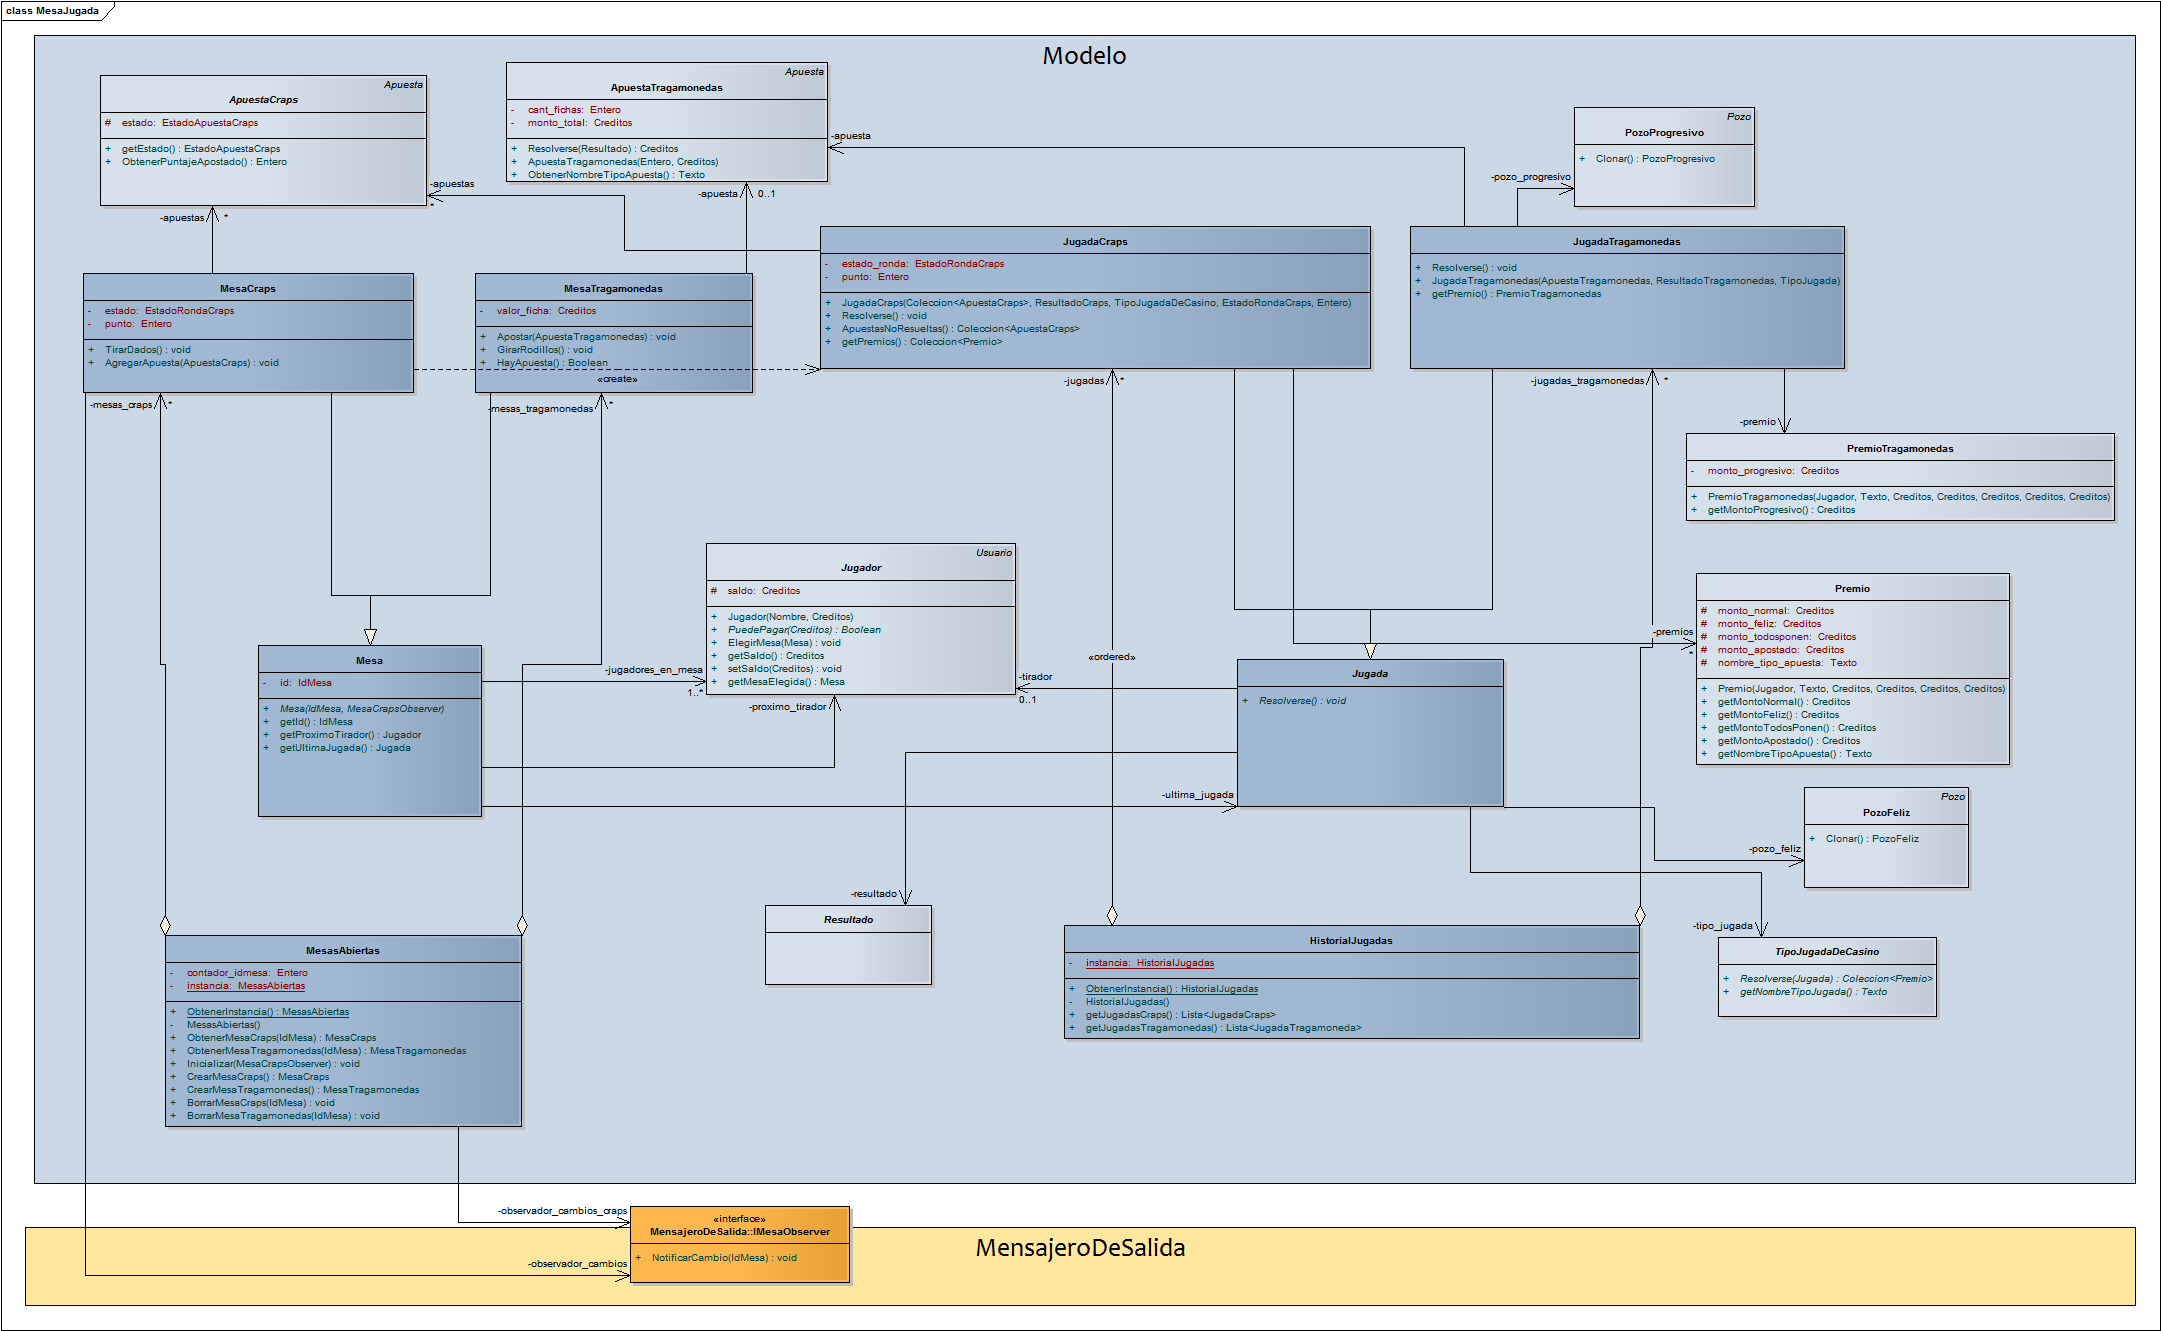 class MesaJugada
Modelo
Apuesta
ApuestaCraps
# estado: EstadoApuestaCraps
+ getEstado() : EstadoApuestaCraps
+ ObtenerPuntajeApostado() : Entero
Apuesta
ApuestaTragamonedas
- cant_fichas: Entero
- monto_total: Creditos
+ Resolverse(Resultado) : Creditos
+ ApuestaTragamonedas(Entero, Creditos)
+ ObtenerNombreTipoApuesta() : Texto
Pozo
PozoProgresivo
+ Clonar() : PozoProgresivo
-apuesta
-apuestas
*
-apuesta
0..1
-pozo_progresivo
-apuestas
*
MesaCraps
- estado: EstadoRondaCraps
- punto: Entero
+ TirarDados() : void
+ AgregarApuesta(ApuestaCraps) : void
MesaTragamonedas
- valor_ficha: Creditos
+ Apostar(ApuestaTragamonedas) : void
+ GirarRodillos() : void
+ HayApuesta() : Boolean
«create»
JugadaCraps
- estado_ronda: EstadoRondaCraps
- punto: Entero
+ JugadaCraps(Coleccion<ApuestaCraps>, ResultadoCraps, TipoJugadaDeCasino, EstadoRondaCraps, Entero)
+ Resolverse() : void
+ ApuestasNoResueltas() : Coleccion<ApuestaCraps>
+ getPremios() : Coleccion<Premio>
JugadaTragamonedas
+ Resolverse() : void
+ JugadaTragamonedas(ApuestaTragamonedas, ResultadoTragamonedas, TipoJugada)
+ getPremio() : PremioTragamonedas
-mesas_craps
*
-mesas_tragamonedas
*
-jugadas
*
-jugadas_tragamonedas
*
-premio
PremioTragamonedas
- monto_progresivo: Creditos
+ PremioTragamonedas(Jugador, Texto, Creditos, Creditos, Creditos, Creditos, Creditos)
+ getMontoProgresivo() : Creditos
Usuario
Jugador
# saldo: Creditos
+ Jugador(Nombre, Creditos)
+ PuedePagar(Creditos) : Boolean
+ ElegirMesa(Mesa) : void
+ getSaldo() : Creditos
+ setSaldo(Creditos) : void
+ getMesaElegida() : Mesa
Premio
# monto_normal: Creditos
# monto_feliz: Creditos
# monto_todosponen: Creditos
# monto_apostado: Creditos
# nombre_tipo_apuesta: Texto
+ Premio(Jugador, Texto, Creditos, Creditos, Creditos, Creditos)
+ getMontoNormal() : Creditos
+ getMontoFeliz() : Creditos
+ getMontoTodosPonen() : Creditos
+ getMontoApostado() : Creditos
+ getNombreTipoApuesta() : Texto
-premios
*
«ordered»
Mesa
- id: IdMesa
+ Mesa(IdMesa, MesaCrapsObserver)
+ getId() : IdMesa
+ getProximoTirador() : Jugador
+ getUltimaJugada() : Jugada
-jugadores_en_mesa
1..*
-proximo_tirador
-tirador
0..1
Jugada
+ Resolverse() : void
-ultima_jugada
Pozo
PozoFeliz
+ Clonar() : PozoFeliz
-pozo_feliz
-resultado
Resultado
-tipo_jugada
TipoJugadaDeCasino
+ Resolverse(Jugada) : Coleccion<Premio>
+ getNombreTipoJugada() : Texto
MesasAbiertas
- contador_idmesa: Entero
- instancia: MesasAbiertas
+ ObtenerInstancia() : MesasAbiertas
- MesasAbiertas()
+ ObtenerMesaCraps(IdMesa) : MesaCraps
+ ObtenerMesaTragamonedas(IdMesa) : MesaTragamonedas
+ Inicializar(MesaCrapsObserver) : void
+ CrearMesaCraps() : MesaCraps
+ CrearMesaTragamonedas() : MesaTragamonedas
+ BorrarMesaCraps(IdMesa) : void
+ BorrarMesaTragamonedas(IdMesa) : void
HistorialJugadas
- instancia: HistorialJugadas
+ ObtenerInstancia() : HistorialJugadas
- HistorialJugadas()
+ getJugadasCraps() : Lista<JugadaCraps>
+ getJugadasTragamonedas() : Lista<JugadaTragamoneda>
-observador_cambios_craps
-observador_cambios
«interface»
MensajeroDeSalida::IMesaObserver
+ NotificarCambio(IdMesa) : void
MensajeroDeSalida